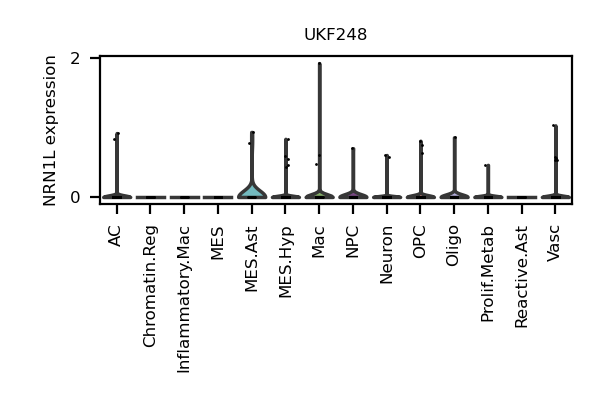 UKF248
NRN1L expression
2
0
AC
Chromatin.Reg
Inflammatory.Mac
MES
MES.Ast
MES.Hyp
Mac
NPC
Neuron
OPC
Oligo
Prolif.Metab
Reactive.Ast
Vasc